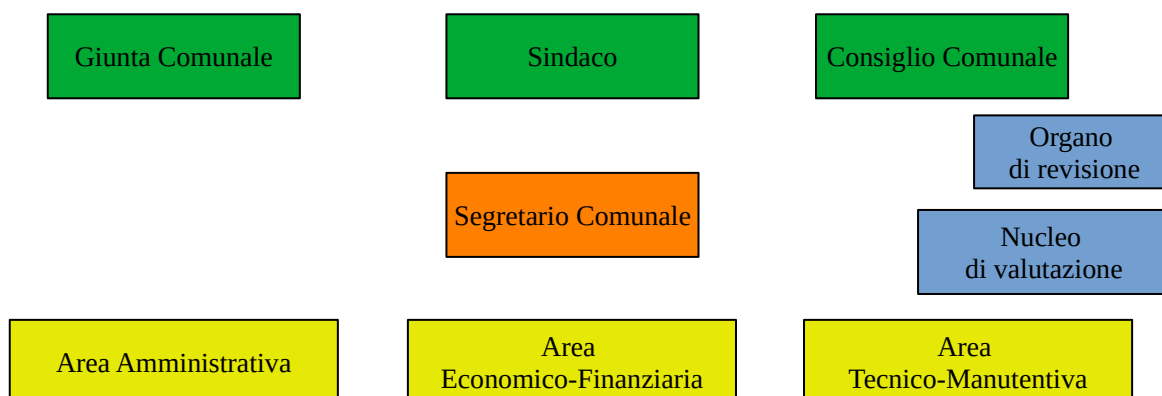 Giunta Comunale
Sindaco
Consiglio Comunale
Organo
di revisione
Segretario Comunale
Nucleo
di valutazione
Area Amministrativa
Area
Economico-Finanziaria
Area
Tecnico-Manutentiva